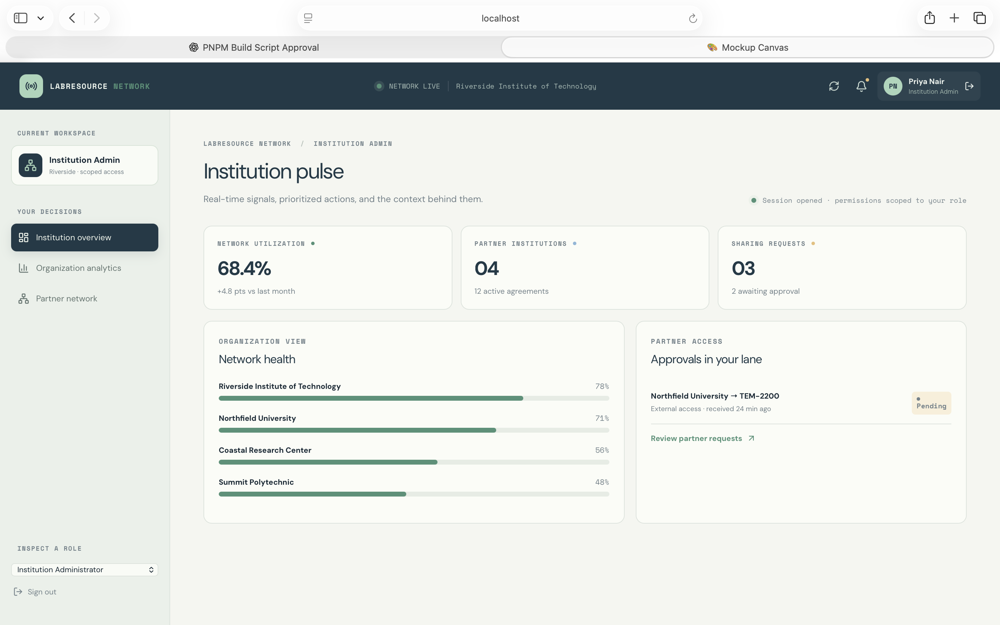 localhost
PNPM Build Script Approval
Mockup Canvas
LABRESOURCE NETWORK
NETWORK LIVE
Riverside Institute of Technology
PN
Priya Nair
Institution Admin
CURRENT WORKSPACE
Institution Admin
Riverside · scoped access
YOUR DECISIONS
Institution overview
Organization analytics
Partner network
INSPECT A ROLE
Institution Administrator
Sign out
LABRESOURCE NETWORK / INSTITUTION ADMIN
Institution pulse
Real-time signals, prioritized actions, and the context behind them.
Session opened · permissions scoped to your role
NETWORK UTILIZATION
68.4%
+4.8 pts vs last month
PARTNER INSTITUTIONS
04
12 active agreements
SHARING REQUESTS
03
2 awaiting approval
ORGANIZATION VIEW
Network health
Riverside Institute of Technology 78%
Northfield University 71%
Coastal Research Center 56%
Summit Polytechnic 48%
PARTNER ACCESS
Approvals in your lane
Northfield University → TEM-2200
External access · received 24 min ago
Pending
Review partner requests